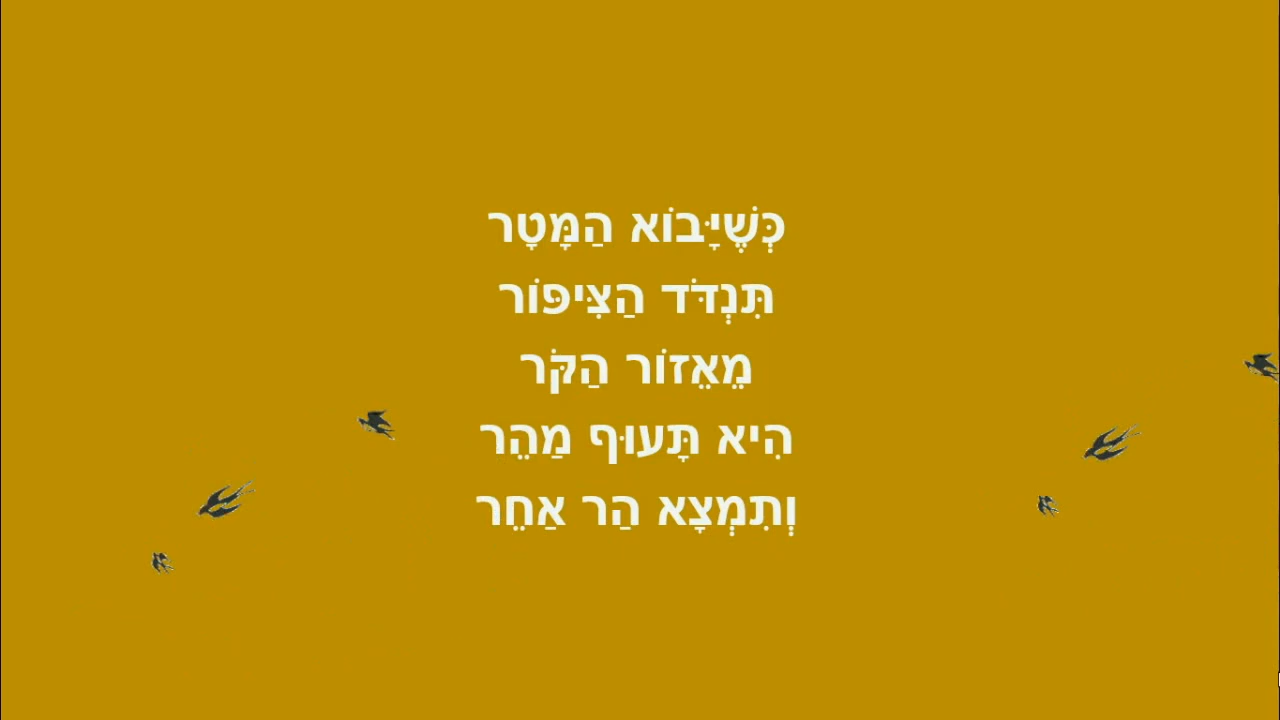 כְּשֶׁיָּבוֹא הַמָּטָר
תִּנְדֹּד הַצִּיפּוֹר
מֵאֵזוֹר הַקֹּר
הִיא תָּעוּף מַהֵר
וְתִמְצָא הַר אַחֵר